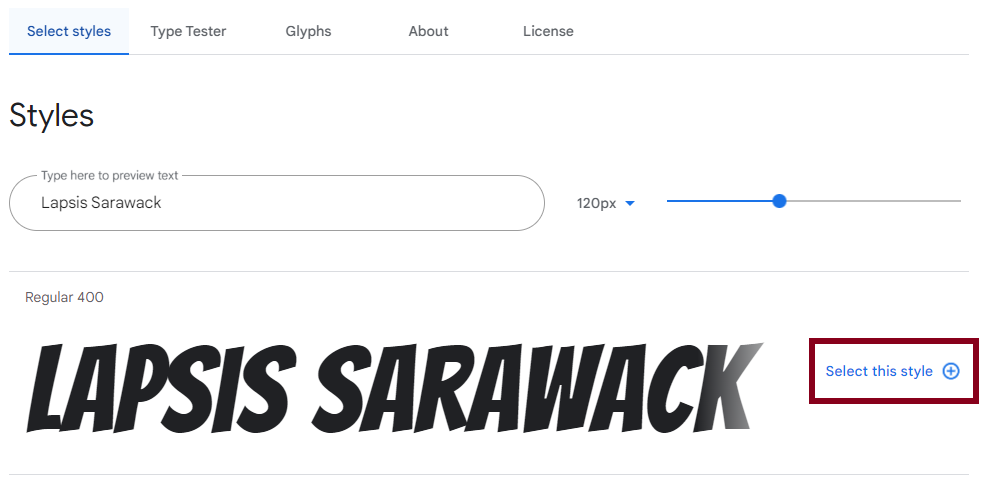 Select styles Type Tester Glyphs About License
Styles
Type here to preview text
Lapsis Sarawack
120px
Regular 400
LAPSIS SARAWACK
Select this style